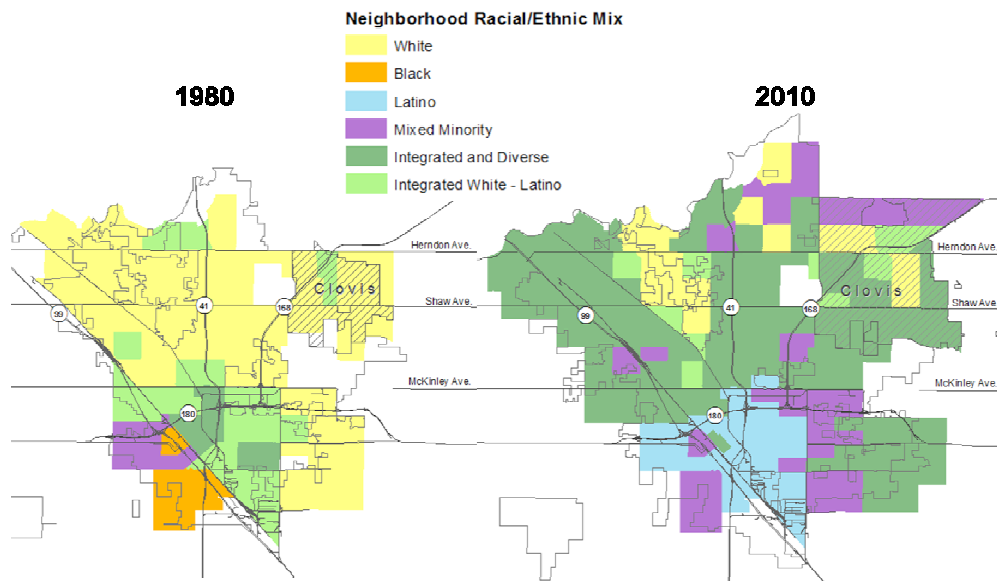 Neighborhood Racial/Ethnic Mix
White
Black
Latino
Mixed Minority
Integrated and Diverse
Integrated White - Latino
1980
2010
Herndon Ave.
Clovis
Shaw Ave.
41
168
99
McKinley Ave.
180
Herndon Ave.
Clovis
Shaw Ave.
41
168
99
McKinley Ave.
180